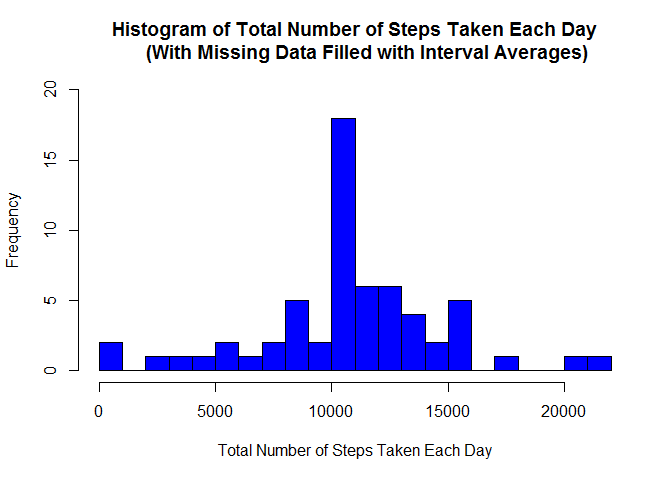 Histogram of Total Number of Steps Taken Each Day
(With Missing Data Filled with Interval Averages)
20
15
10
5
0
Frequency
0 5000 10000 15000 20000
Total Number of Steps Taken Each Day